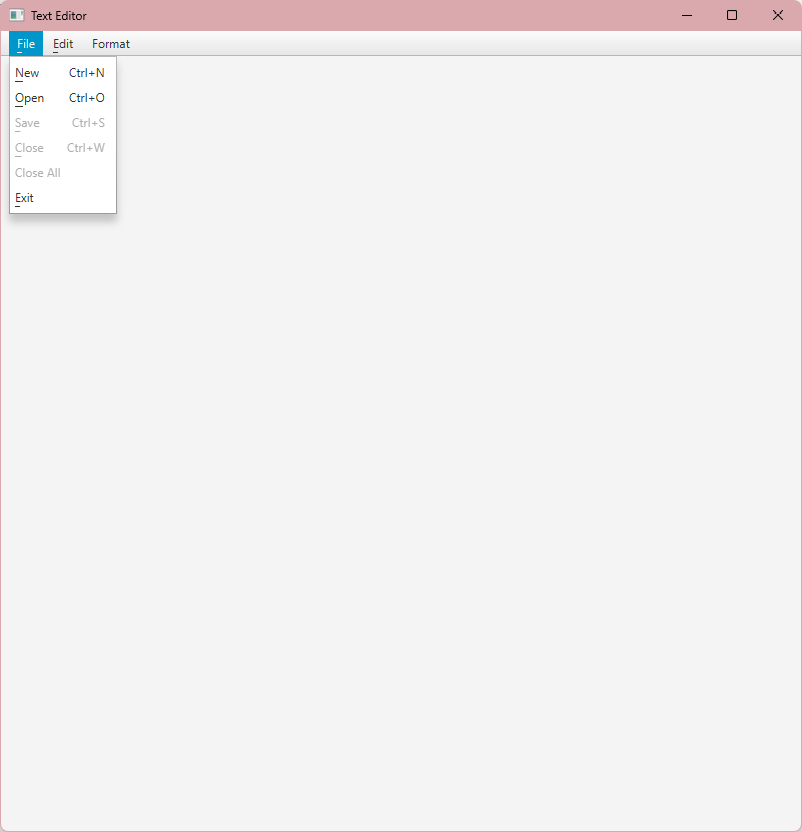 Text Editor
File Edit Format
New Ctrl+N
Open Ctrl+O
Save Ctrl+S
Close Ctrl+W
Close All
Exit